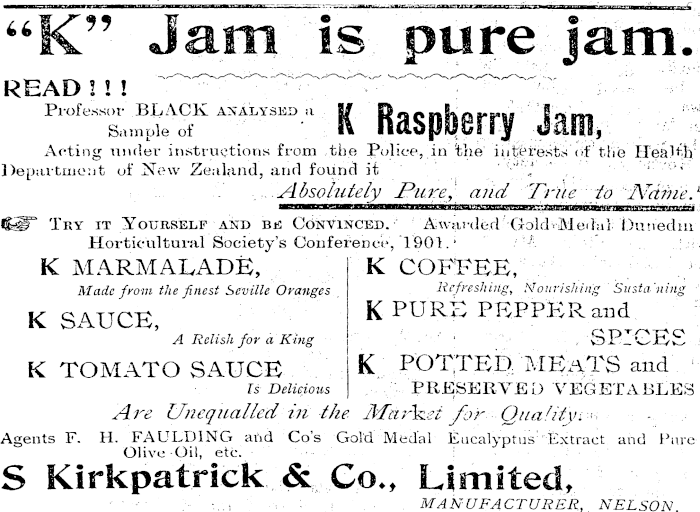 “K” Jam is pure jam.
READ!!!
Professor BLACK ANALYSED a
Sample of
K Raspberry Jam,
Acting under instructions from the Police, in the interests of the Health
Department of New Zealand, and found it
Absolutely Pure, and True to Name.
TRY IT YOURSELF AND BE CONVINCED. Awarded Gold Medal Dunedin
Horticultural Society's Conference, 1901.
K MARMALADE,
Made from the finest Seville Oranges
K SAUCE,
A Relish for a King
K TOMATO SAUCE
Is Delicious
K COFFEE,
Refreshing, Nourishing Sustaining
K PURE PEPPER and
SPICES
K POTTED MEATS and
PRESERVED VEGETABLES
Are Unequalled in the Market for Quality.
Agents F. H. FAULDING and Co's Gold Medal Eucalyptus Extract and Pure
Olive Oil, etc.
S Kirkpatrick & Co., Limited,
MANUFACTURER, NELSON.